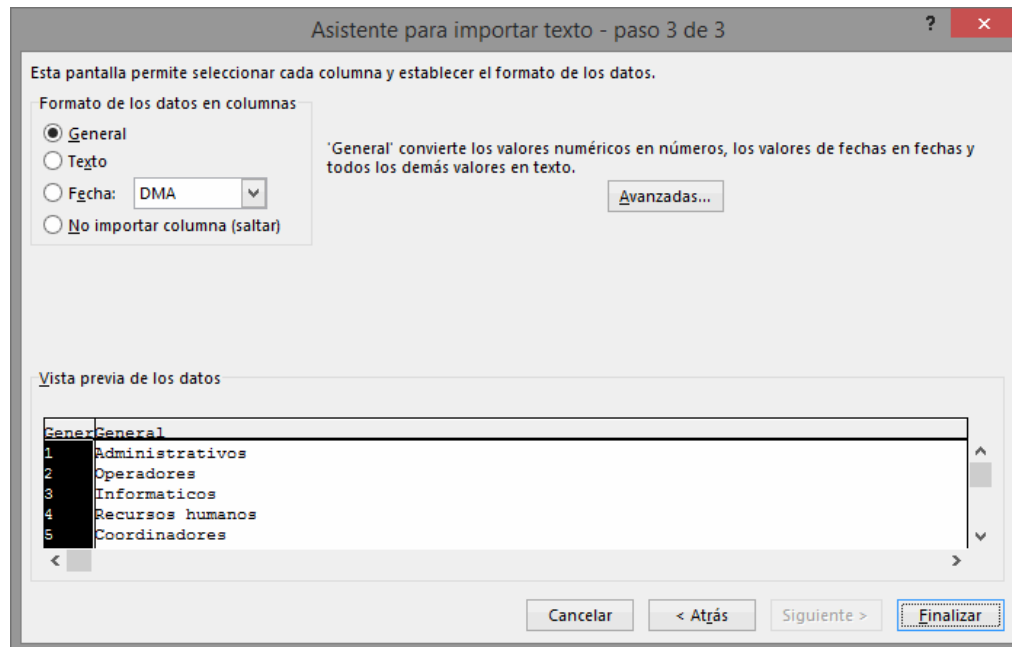 Asistente para importar texto - paso 3 de 3
?
Esta pantalla permite seleccionar cada columna y establecer el formato de los datos.
Formato de los datos en columnas
General
Texto
Fecha: DMA
No importar columna (saltar)
'General' convierte los valores numéricos en números, los valores de fechas en fechas y
todos los demás valores en texto.
Avanzadas...
Vista previa de los datos
Gener General
1 Administrativos
2 Operadores
3 Informaticos
4 Recursos humanos
5 Coordinadores
Cancelar
< Atrás
Siguiente >
Finalizar